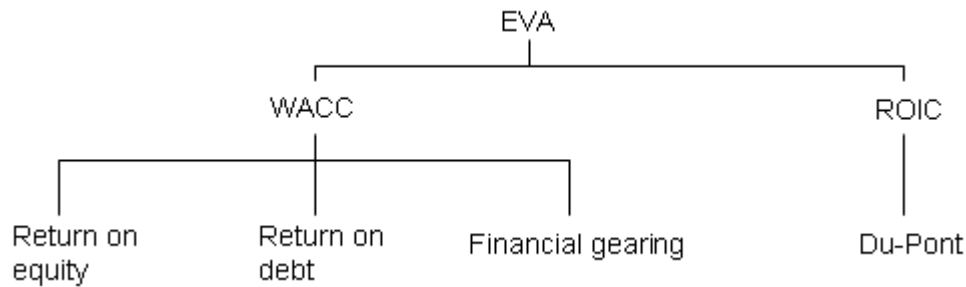 EVA
WACC
ROIC
Return on
equity
Return on
debt
Financial gearing
Du-Pont